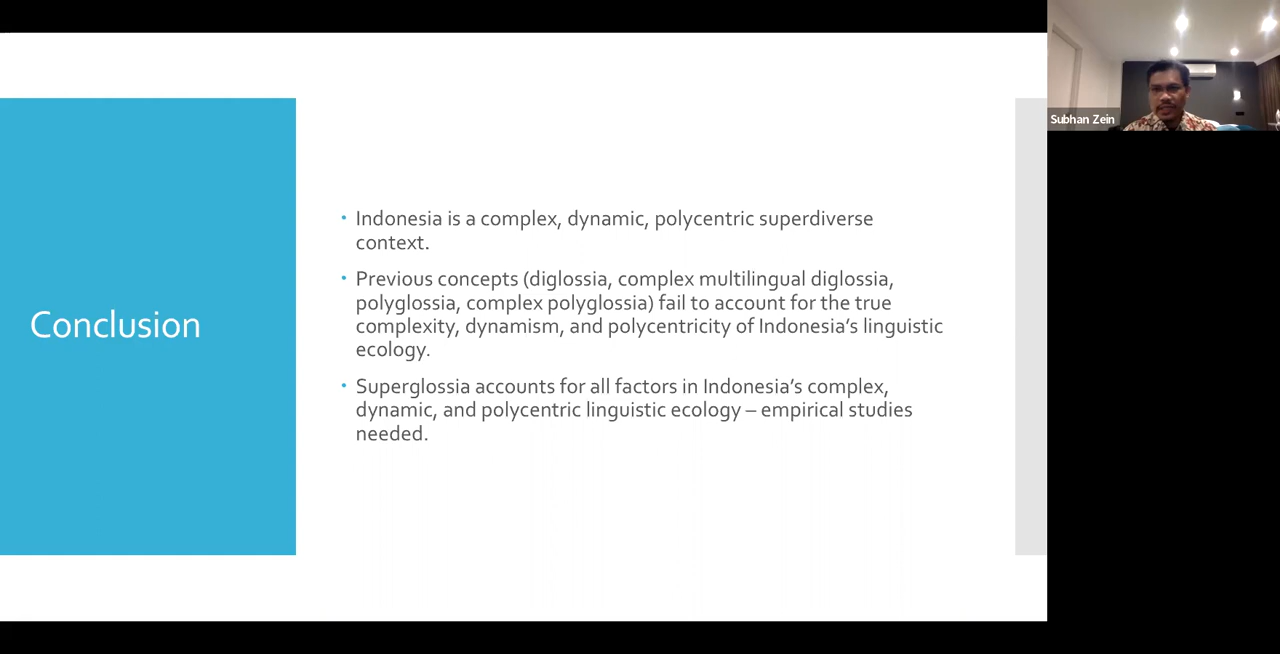 Conclusion
• Indonesia is a complex, dynamic, polycentric superdiverse
context.
• Previous concepts (diglossia, complex multilingual diglossia,
polyglossia, complex polyglossia) fail to account for the true
complexity, dynamism, and polycentricity of Indonesia’s linguistic
ecology.
• Superglossia accounts for all factors in Indonesia’s complex,
dynamic, and polycentric linguistic ecology – empirical studies
needed.
Subhan Zein